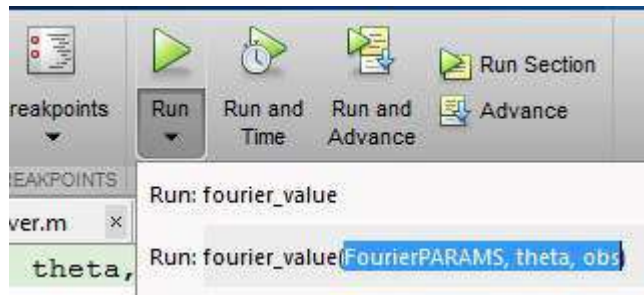 reakpoints
Run
Run and
Time
Run and
Advance
Run Section
Advance
EAKPOINTS
ver.m ×
theta,
Run: fourier_value
Run: fourier_value(FourierPARAMS, theta, obs)